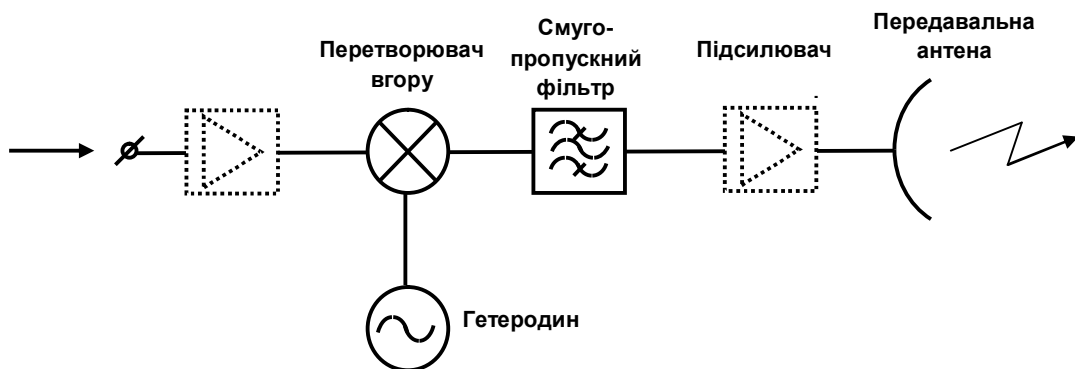 Перетворювач
вгору
Смуго-
пропускний
фільтр
Підсилювач
Передавальна
антена
Гетеродин